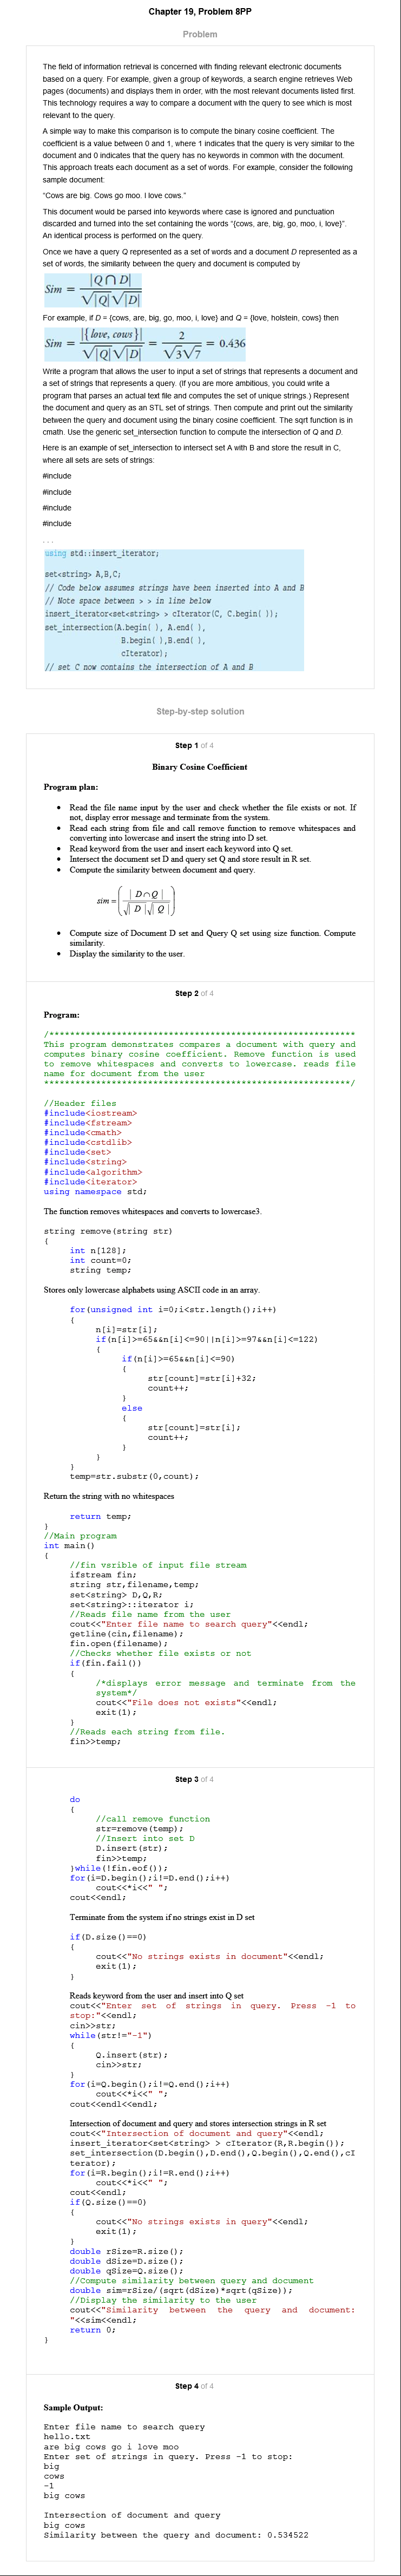 Chapter 19, Problem 8PP
Problem
The field of information retrieval is concerned with finding relevant electronic documents
based on a query. For example, given a group of keywords, a search engine retrieves Web
pages (documents) and displays them in order, with the most relevant documents listed first.
This technology requires a way to compare a document with the query to see which is most
relevant to the query.
A simple way to make this comparison is to compute the binary cosine coefficient. The
coefficient is a value between 0 and 1, where 1 indicates that the query is very similar to the
document and 0 indicates that the query has no keywords in common with the document.
This approach treats each document as a set of words. For example, consider the following
sample document:
"Cows are big. Cows go moo. I love cows."
This document would be parsed into keywords where case is ignored and punctuation
discarded and turned into the set containing the words "{cows, are, big, go, moo, i, love}".
An identical process is performed on the query.
Once we have a query Q represented as a set of words and a document D represented as a
set of words, the similarity between the query and document is computed by
Sim = |Q ∩ D| / √|Q|√|D|
For example, if D = {cows, are, big, go, moo, i, love} and Q = {love, holstein, cows} then
Sim = |{love, cows}| / √|Q|√|D| = 2 / √3√7 = 0.436
Write a program that allows the user to input a set of strings that represents a document and
a set of strings that represents a query. (If you are more ambitious, you could write a
program that parses an actual text file and computes the set of unique strings.) Represent
the document and query as an STL set of strings. Then compute and print out the similarity
between the query and document using the binary cosine coefficient. The sqrt function is in
cmath. Use the generic set_intersection function to compute the intersection of Q and D.
Here is an example of set_intersection to intersect set A with B and store the result in C,
where all sets are sets of strings:
#include
#include
#include
#include
. . .
using std::insert_iterator;
set<string> A,B,C;
// Code below assumes strings have been inserted into A and B
// Note space between > > in line below
insert_iterator<set<string> > cIterator(C, C.begin( ));
set_intersection(A.begin( ), A.end( ),
B.begin( ),B.end( ),
cIterator);
// set C now contains the intersection of A and B
Step-by-step solution
Step 1 of 4
Binary Cosine Coefficient
Program plan:
• Read the file name input by the user and check whether the file exists or not. If
not, display error message and terminate from the system.
• Read each string from file and call remove function to remove whitespaces and
converting into lowercase and insert the string into D set.
• Read keyword from the user and insert each keyword into Q set.
• Intersect the document D and query set Q and store result in R set.
• Compute the similarity between document and query.
sim = ( | D∩Q | / √| D |√| Q | )
• Compute size of Document D set and Query Q set using size function. Compute
similarity.
• Display the similarity to the user.
Step 2 of 4
Program:
/***********************************************************
This program demonstrates compares a document with query and
computes binary cosine coefficient. Remove function is used
to remove whitespaces and converts to lowercase. reads file
name for document from the user
***********************************************************/
//Header files
#include<iostream>
#include<fstream>
#include<cmath>
#include<cstdlib>
#include<set>
#include<string>
#include<algorithm>
#include<iterator>
using namespace std;
The function removes whitespaces and converts to lowercase3.
string remove(string str)
{
int n[128];
int count=0;
string temp;
Stores only lowercase alphabets using ASCII code in an array.
for(unsigned int i=0;i<str.length();i++)
{
n[i]=str[i];
if(n[i]>=65&&n[i]<=90||n[i]>=97&&n[i]<=122)
{
if(n[i]>=65&&n[i]<=90)
{
str[count]=str[i]+32;
count++;
}
else
{
str[count]=str[i];
count++;
}
}
}
temp=str.substr(0,count);
Return the string with no whitespaces
return temp;
}
//Main program
int main()
{
//fin vsrible of input file stream
ifstream fin;
string str,filename,temp;
set<string> D,Q,R;
set<string>::iterator i;
//Reads file name from the user
cout<<"Enter file name to search query"<<endl;
getline(cin,filename);
fin.open(filename);
//Checks whether file exists or not
if(fin.fail())
{
/*displays error message and terminate from the
system*/
cout<<"File does not exists"<<endl;
exit(1);
}
//Reads each string from file.
fin>>temp;
Step 3 of 4
do
{
//call remove function
str=remove(temp);
//Insert into set D
D.insert(str);
fin>>temp;
}while(!fin.eof());
for(i=D.begin();i!=D.end();i++)
cout<<*i<<" ";
cout<<endl;
Terminate from the system if no strings exist in D set
if(D.size()==0)
{
cout<<"No strings exists in document"<<endl;
exit(1);
}
Reads keyword from the user and insert into Q set
cout<<"Enter set of strings in query. Press -1 to
stop:"<<endl;
cin>>str;
while(str!="-1")
{
Q.insert(str);
cin>>str;
}
for(i=Q.begin();i!=Q.end();i++)
cout<<*i<<" ";
cout<<endl<<endl;
Intersection of document and query and stores intersection strings in R set
cout<<"Intersection of document and query"<<endl;
insert_iterator<set<string> > cIterator(R,R.begin());
set_intersection(D.begin(),D.end(),Q.begin(),Q.end(),cI
terator);
for(i=R.begin();i!=R.end();i++)
cout<<*i<<" ";
cout<<endl;
if(Q.size()==0)
{
cout<<"No strings exists in query"<<endl;
exit(1);
}
double rSize=R.size();
double dSize=D.size();
double qSize=Q.size();
//Compute similarity between query and document
double sim=rSize/(sqrt(dSize)*sqrt(qSize));
//Display the similarity to the user
cout<<"Similarity between the query and document:
"<<sim<<endl;
return 0;
}
Step 4 of 4
Sample Output:
Enter file name to search query
hello.txt
are big cows go i love moo
Enter set of strings in query. Press -1 to stop:
big
cows
-1
big cows
Intersection of document and query
big cows
Similarity between the query and document: 0.534522